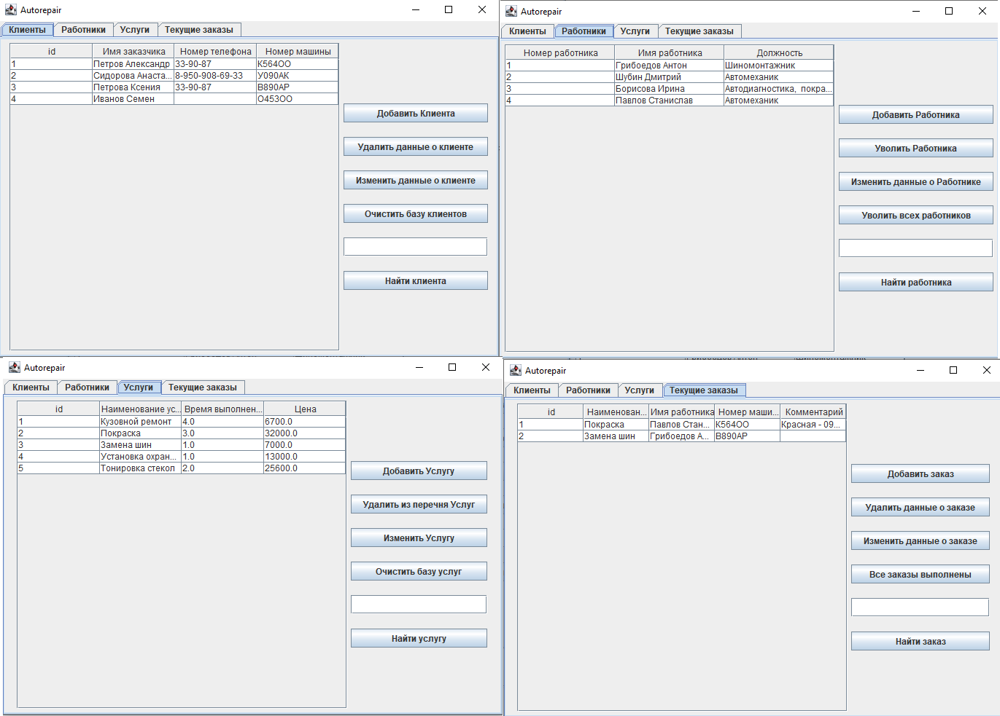 Autorepair
Клиенты Работники Услуги Текущие заказы
id Имя заказчика Номер телефона Номер машины
1 Петров Александр 33-90-87 К564ОО
2 Сидорова Анаста... 8-950-908-69-33 У090АК
3 Петрова Ксения 33-90-87 В890АР
4 Иванов Семен О453ОО
Добавить Клиента
Удалить данные о клиенте
Изменить данные о клиенте
Очистить базу клиентов
Найти клиента
Autorepair
Клиенты Работники Услуги Текущие заказы
Номер работника Имя работника Должность
1 Грибоедов Антон Шиномонтажник
2 Шубин Дмитрий Автомеханик
3 Борисова Ирина Автодиагностика, покра...
4 Павлов Станислав Автомеханик
Добавить Работника
Уволить Работника
Изменить данные о Работнике
Уволить всех работников
Найти работника
Autorepair
Клиенты Работники Услуги Текущие заказы
id Наименование ус... Время выполнен... Цена
1 Кузовной ремонт 4.0 6700.0
2 Покраска 3.0 32000.0
3 Замена шин 1.0 7000.0
4 Установка охран... 1.0 13000.0
5 Тонировка стекол 2.0 25600.0
Добавить Услугу
Удалить из перечня Услуг
Изменить Услугу
Очистить базу услуг
Найти услугу
Autorepair
Клиенты Работники Услуги Текущие заказы
id Наименован... Имя работника Номер маши... Комментарий
1 Покраска Павлов Стан... К564ОО Красная - 09...
2 Замена шин Грибоедов А... В890АР
Добавить заказ
Удалить данные о заказе
Изменить данные о заказе
Все заказы выполнены
Найти заказ